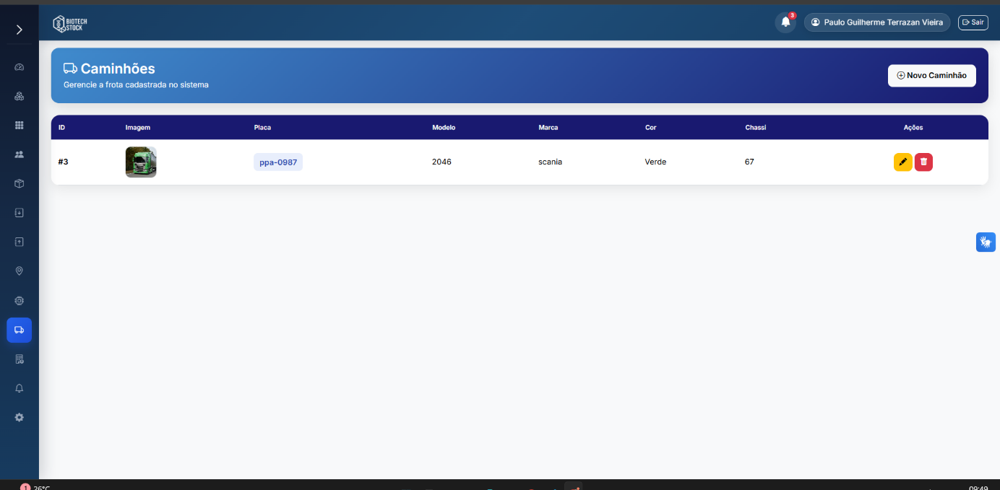 BIOTECH
STOCK
3
Paulo Guilherme Terrazan Vieira
Sair
Caminhões
Gerencie a frota cadastrada no sistema
Novo Caminhão
ID Imagem Placa Modelo Marca Cor Chassi Ações
#3 ppa-0987 2046 scania Verde 67
1 26°C 09:49